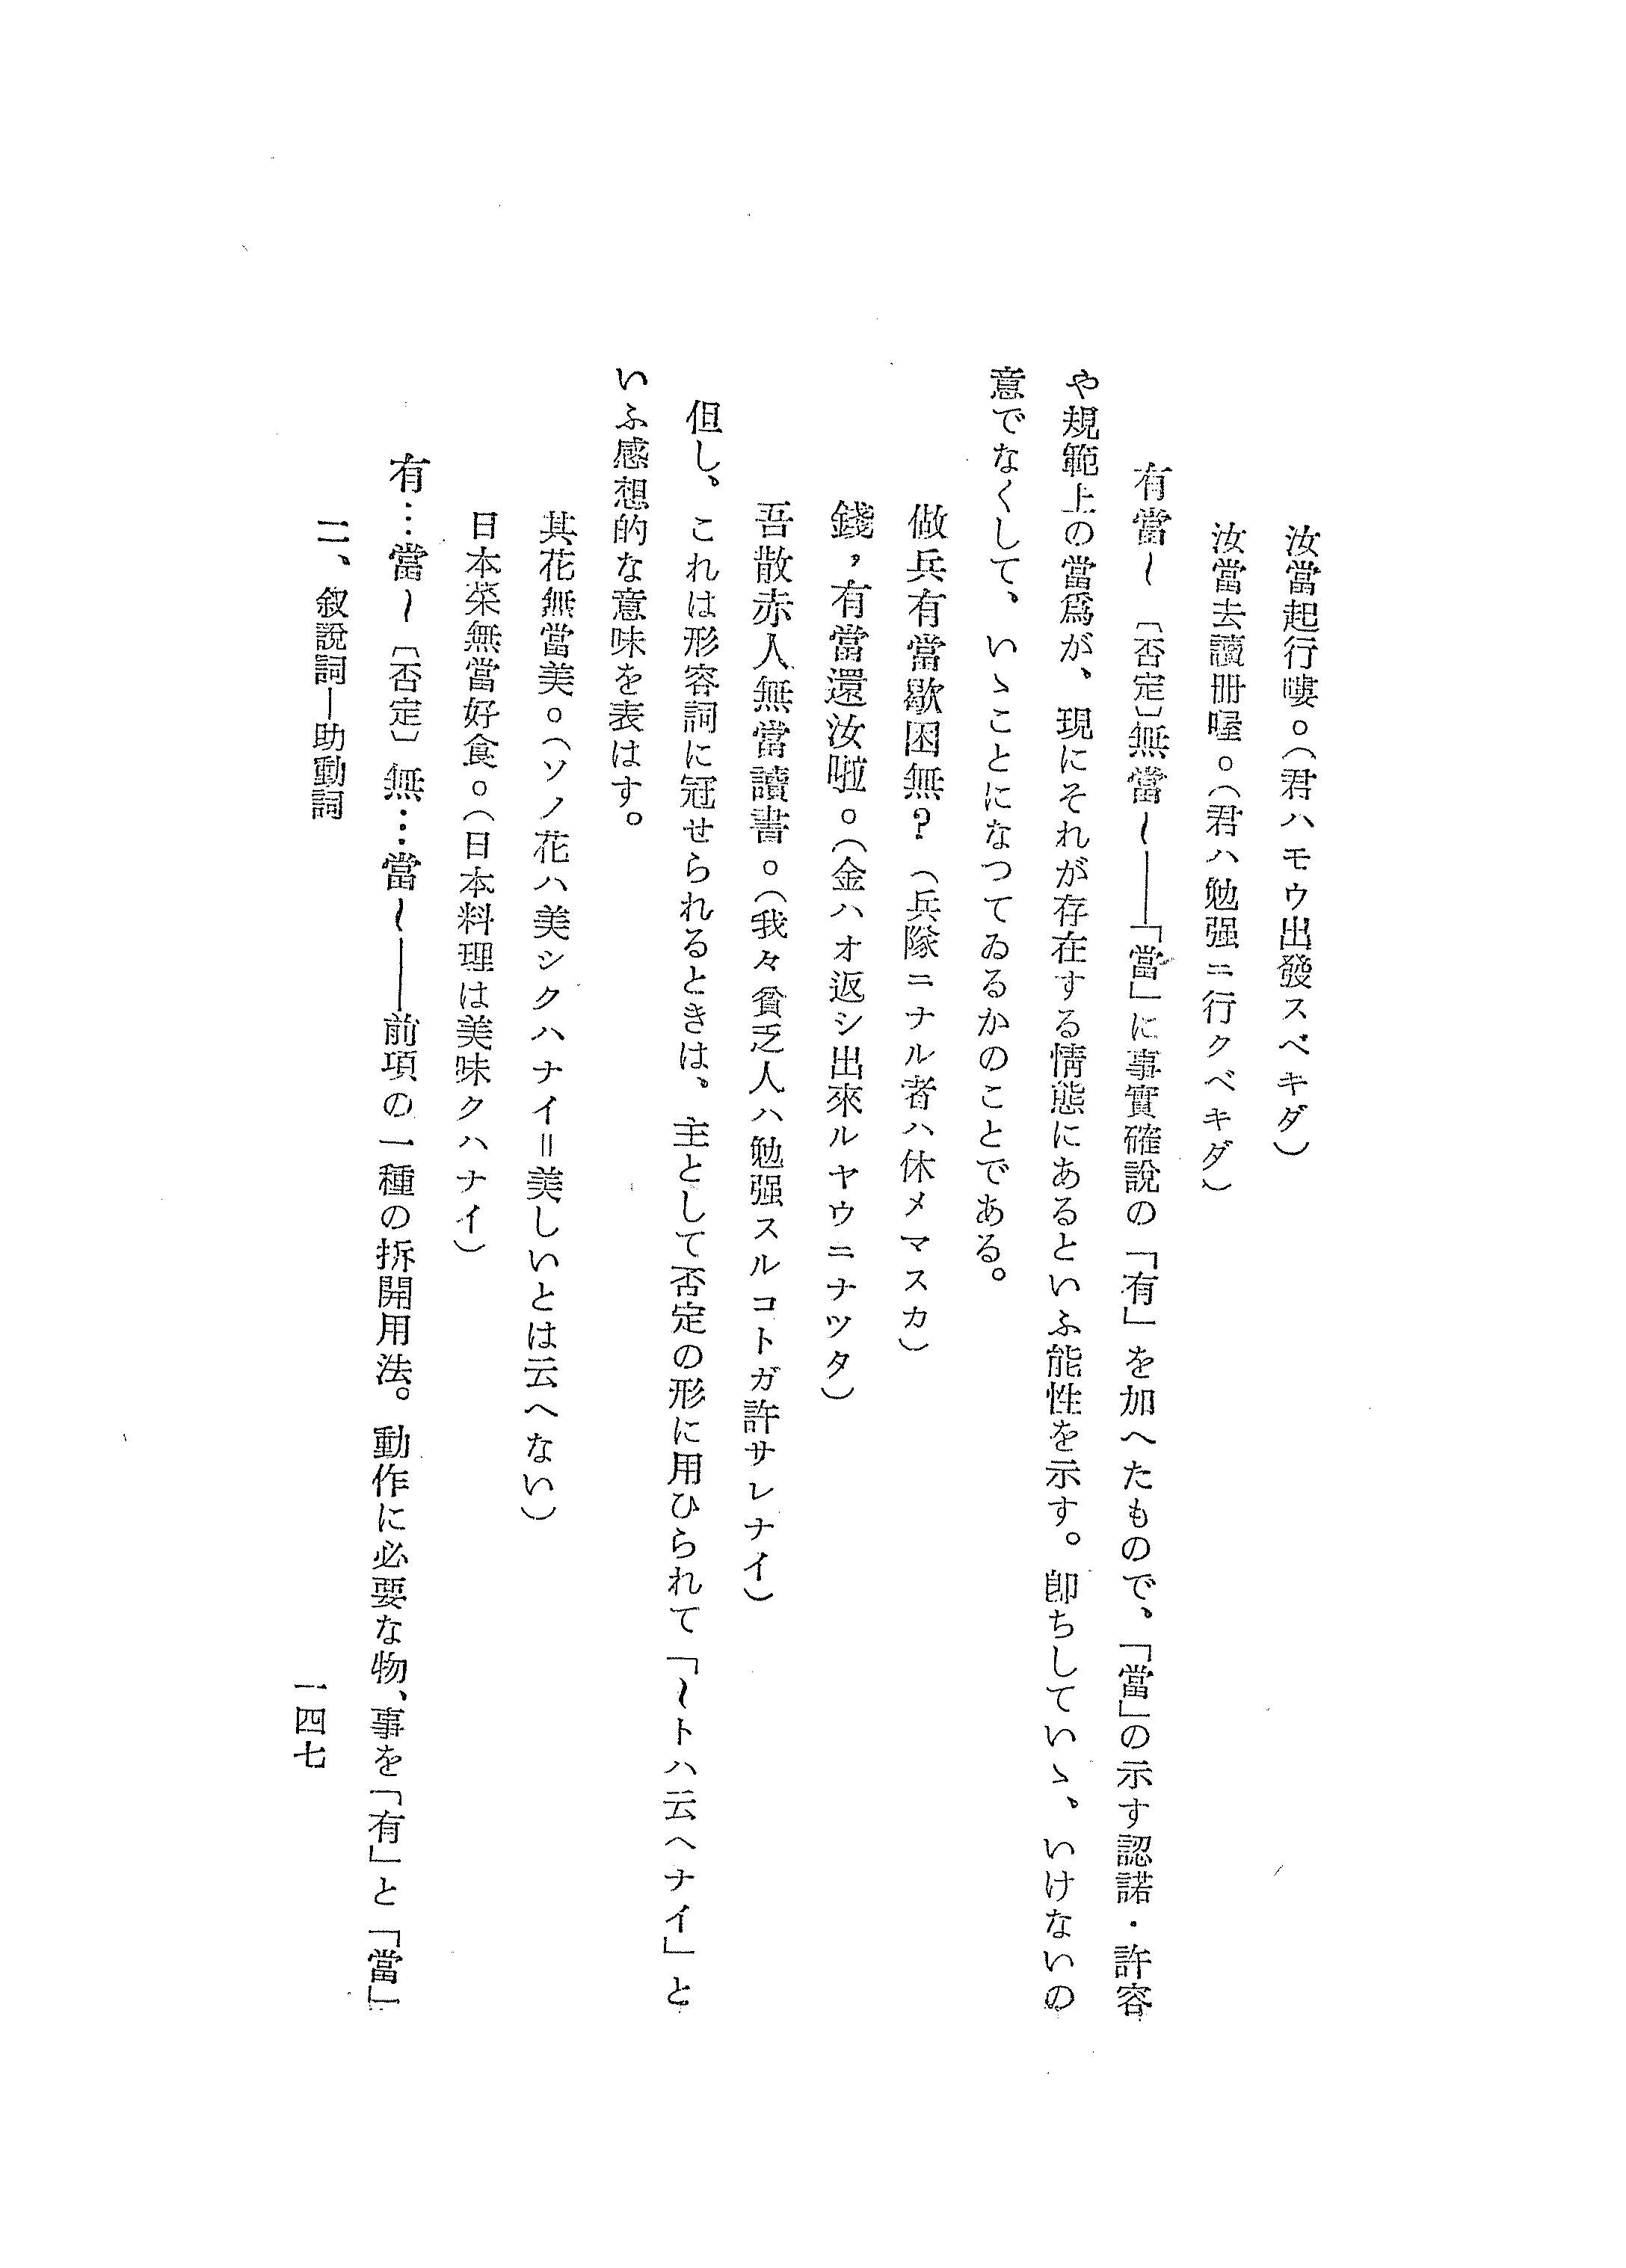 汝當起行嘍。（君ハモウ出發スベキダ）
汝當去讀册喔。（君ハ勉强ニ行クベキダ）
有當～〔否定〕無當～——「當」に事實確說の「有」を加へたもので、「當」の示す認諾・許容
や規範上の當爲が、現にそれが存在する情態にあるといふ能性を示す。卽ちしていゝ、いけないの
意でなくして、いゝことになつてゐるかのことである。
做兵有當歇困無？（兵隊ニナル者ハ休メマスカ）
錢，有當還汝啦。（金ハオ返シ出來ルヤウニナツタ）
吾散赤人無當讀書。（我々貧乏人ハ勉强スルコトガ許サレナイ）
但し、これは形容詞に冠せられるときは、主として否定の形に用ひられて「～トハ云ヘナイ」と
いふ感想的な意味を表はす。
其花無當美。（ソノ花ハ美シクハナイ＝美しいとは云へない）
日本菜無當好食。（日本料理は美味クハナイ）
有…當～〔否定〕無…當～——前項の一種の拆開用法。動作に必要な物、事を「有」と「當」
二、叙說詞—助動詞
一四七